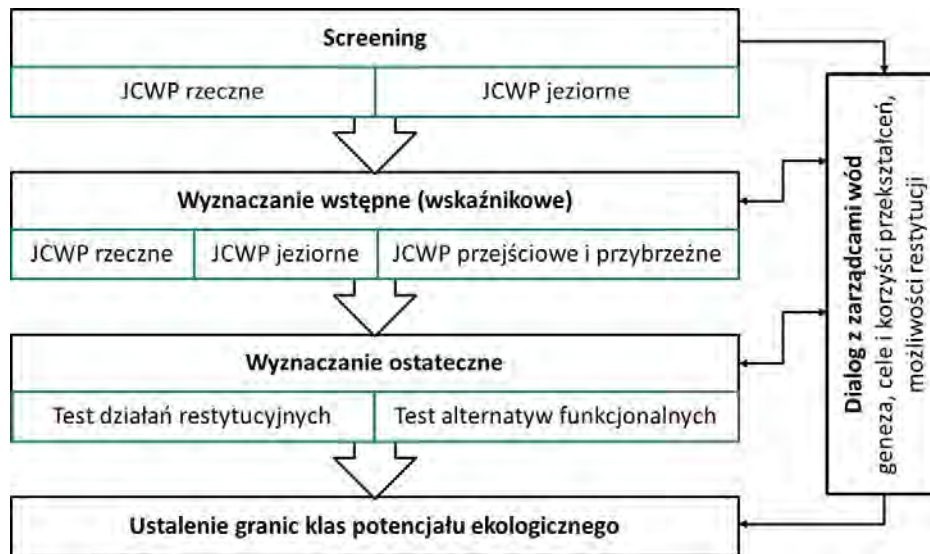 Screening
JCWP rzeczne
JCWP jeziorne
Wyznaczanie wstępne (wskaźnikowe)
JCWP rzeczne
JCWP jeziorne
JCWP przejściowe i przybrzeżne
Wyznaczanie ostateczne
Test działań restytucyjnych
Test alternatyw funkcjonalnych
Ustalenie granic klas potencjału ekologicznego
Dialog z zarządcami wód
geneza, cele i korzyści przekształceń,
możliwości restytucji